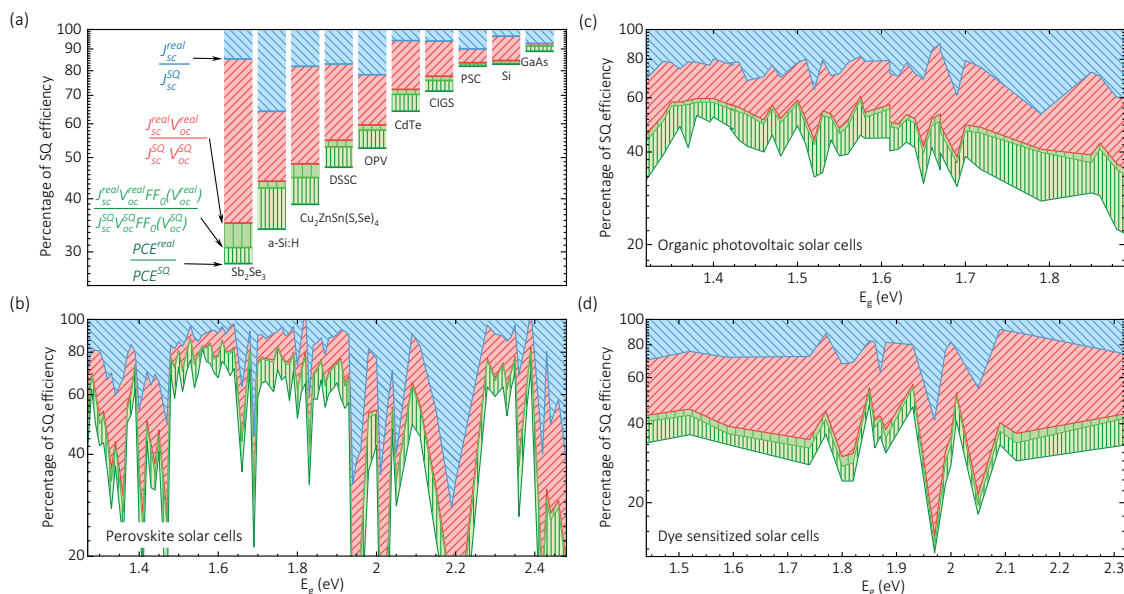 (a)
Percentage of SQ efficiency
100
90
80
70
60
50
40
30
J_sc^real
J_sc^SQ
J_sc^real V_oc^real
J_sc^SQ V_oc^SQ
J_sc^real V_oc^real FF_0(V_oc^real)
J_sc^SQ V_oc^SQ FF_0(V_oc^SQ)
PCE^real
PCE^SQ
Sb₂Se₃
a-Si:H
Cu₂ZnSn(S,Se)₄
DSSC
OPV
CdTe
CIGS
PSC
Si
GaAs
(b)
Percentage of SQ efficiency
100
80
60
40
20
Perovskite solar cells
1.4 1.6 1.8 2 2.2 2.4
E_g (eV)
(c)
Percentage of SQ efficiency
100
60
40
20
Organic photovoltaic solar cells
1.4 1.5 1.6 1.7 1.8
E_g (eV)
(d)
Percentage of SQ efficiency
100
80
60
40
20
Dye sensitized solar cells
1.5 1.6 1.7 1.8 1.9 2 2.1 2.2 2.3
E_g (eV)